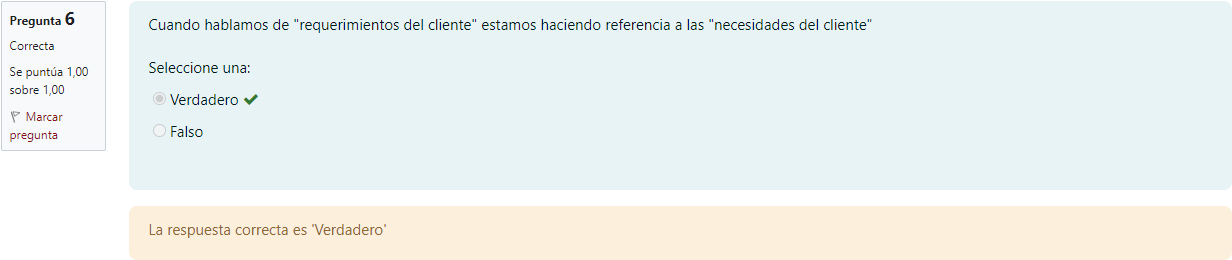 Pregunta 6
Correcta
Se puntúa 1,00
sobre 1,00
Marcar
pregunta
Cuando hablamos de "requerimientos del cliente" estamos haciendo referencia a las "necesidades del cliente"
Seleccione una:
Verdadero
Falso
La respuesta correcta es 'Verdadero'